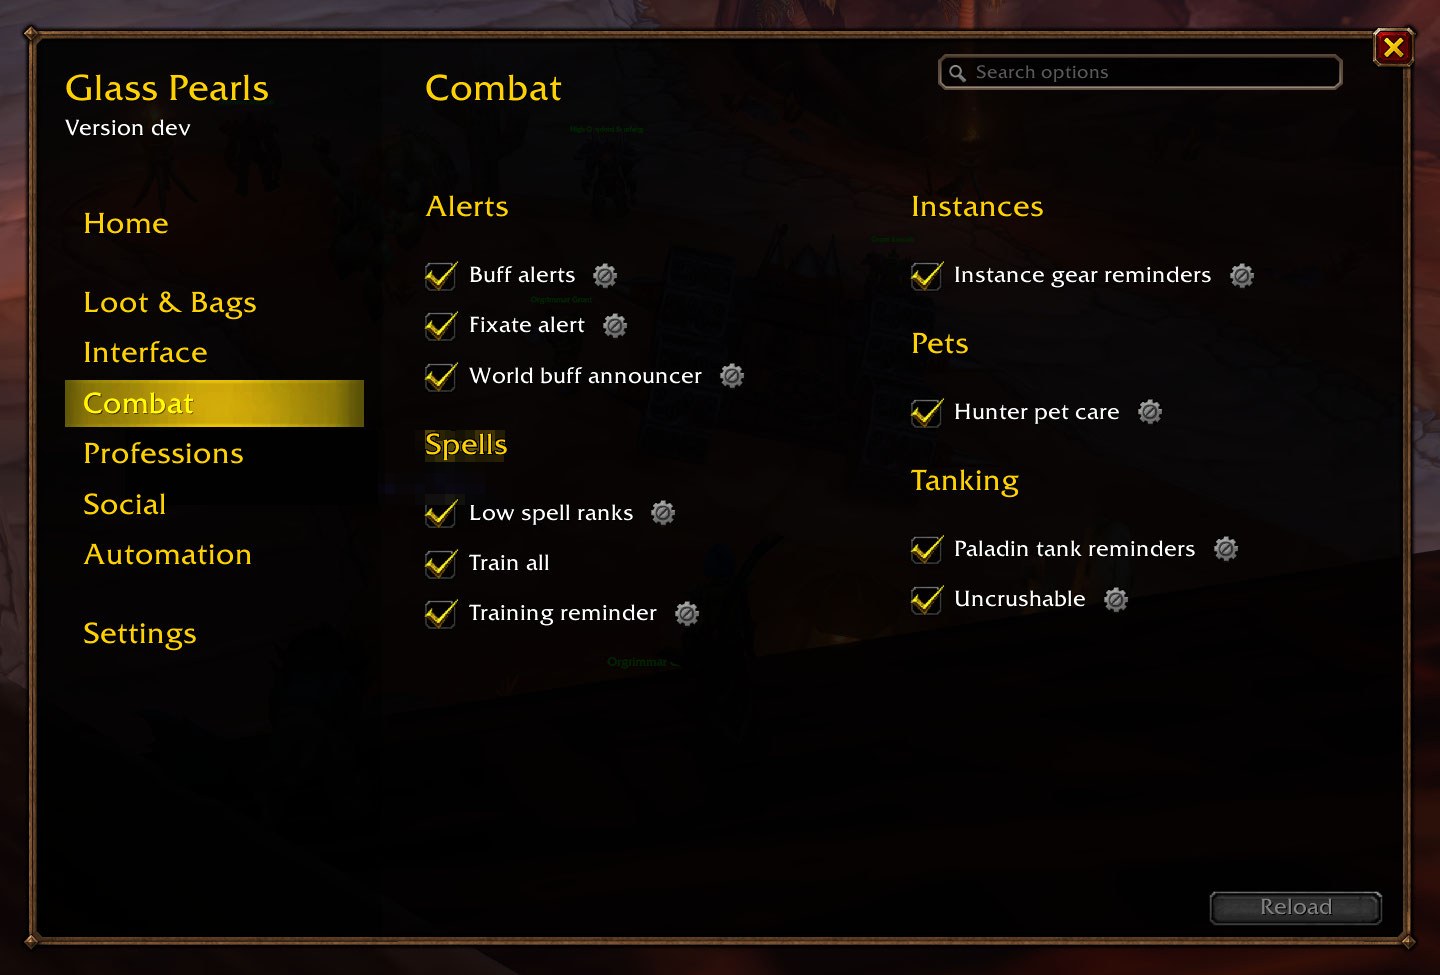 Glass Pearls
Version dev
Home
Loot & Bags
Interface
Combat
Professions
Social
Automation
Settings
Combat
Search options
Alerts
Buff alerts
Fixate alert
World buff announcer
Spells
Low spell ranks
Train all
Training reminder
Instances
Instance gear reminders
Pets
Hunter pet care
Tanking
Paladin tank reminders
Uncrushable
Orgrimmar
Reload